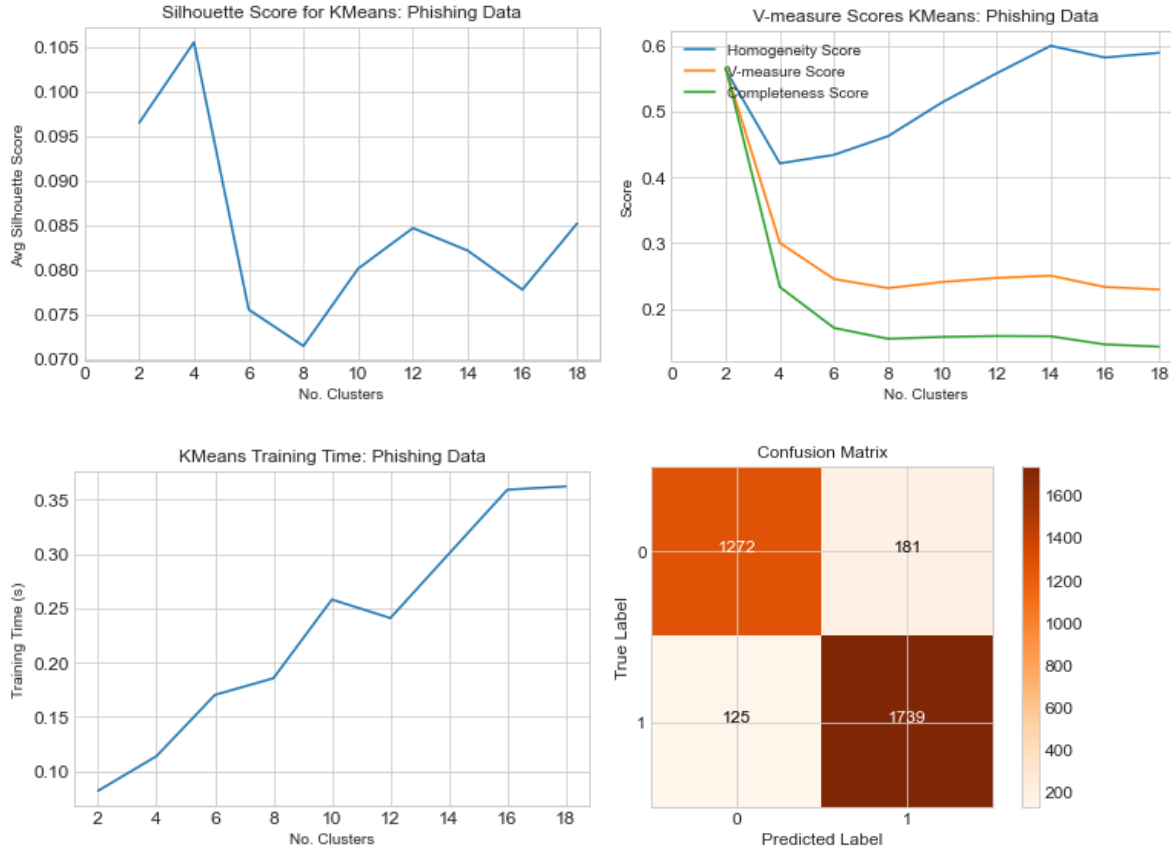 Silhouette Score for KMeans: Phishing Data
0.105
0.100
0.095
0.090
0.085
0.080
0.075
0.070
Avg Silhouette Score
0 2 4 6 8 10 12 14 16 18
No. Clusters
V-measure Scores KMeans: Phishing Data
Homogeneity Score
V-measure Score
Completeness Score
0.6
0.5
0.4
0.3
0.2
Score
0 2 4 6 8 10 12 14 16 18
No. Clusters
KMeans Training Time: Phishing Data
0.35
0.30
0.25
0.20
0.15
0.10
Training Time (s)
2 4 6 8 10 12 14 16 18
No. Clusters
Confusion Matrix
True Label
0
1272 181
1
125 1739
0 1
Predicted Label
1600
1400
1200
1000
800
600
400
200